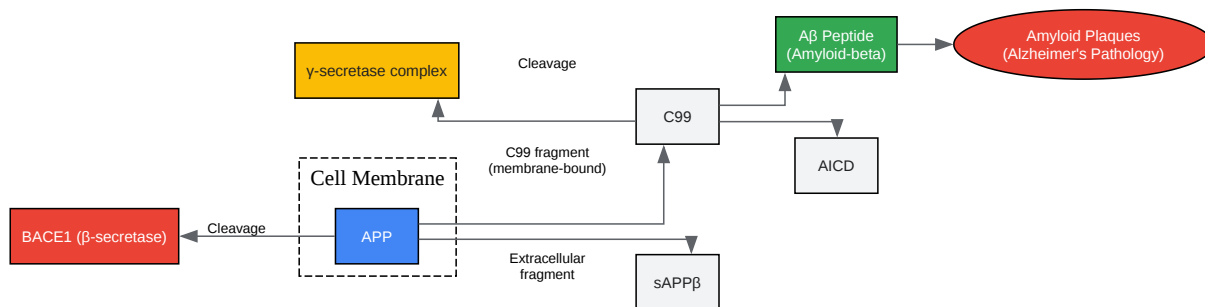 Aβ Peptide
(Amyloid-beta)
Amyloid Plaques
(Alzheimer's Pathology)
γ-secretase complex
Cleavage
C99
C99 fragment
(membrane-bound)
AICD
Cell Membrane
BACE1 (β-secretase)
Cleavage
APP
Extracellular
fragment
sAPPβ